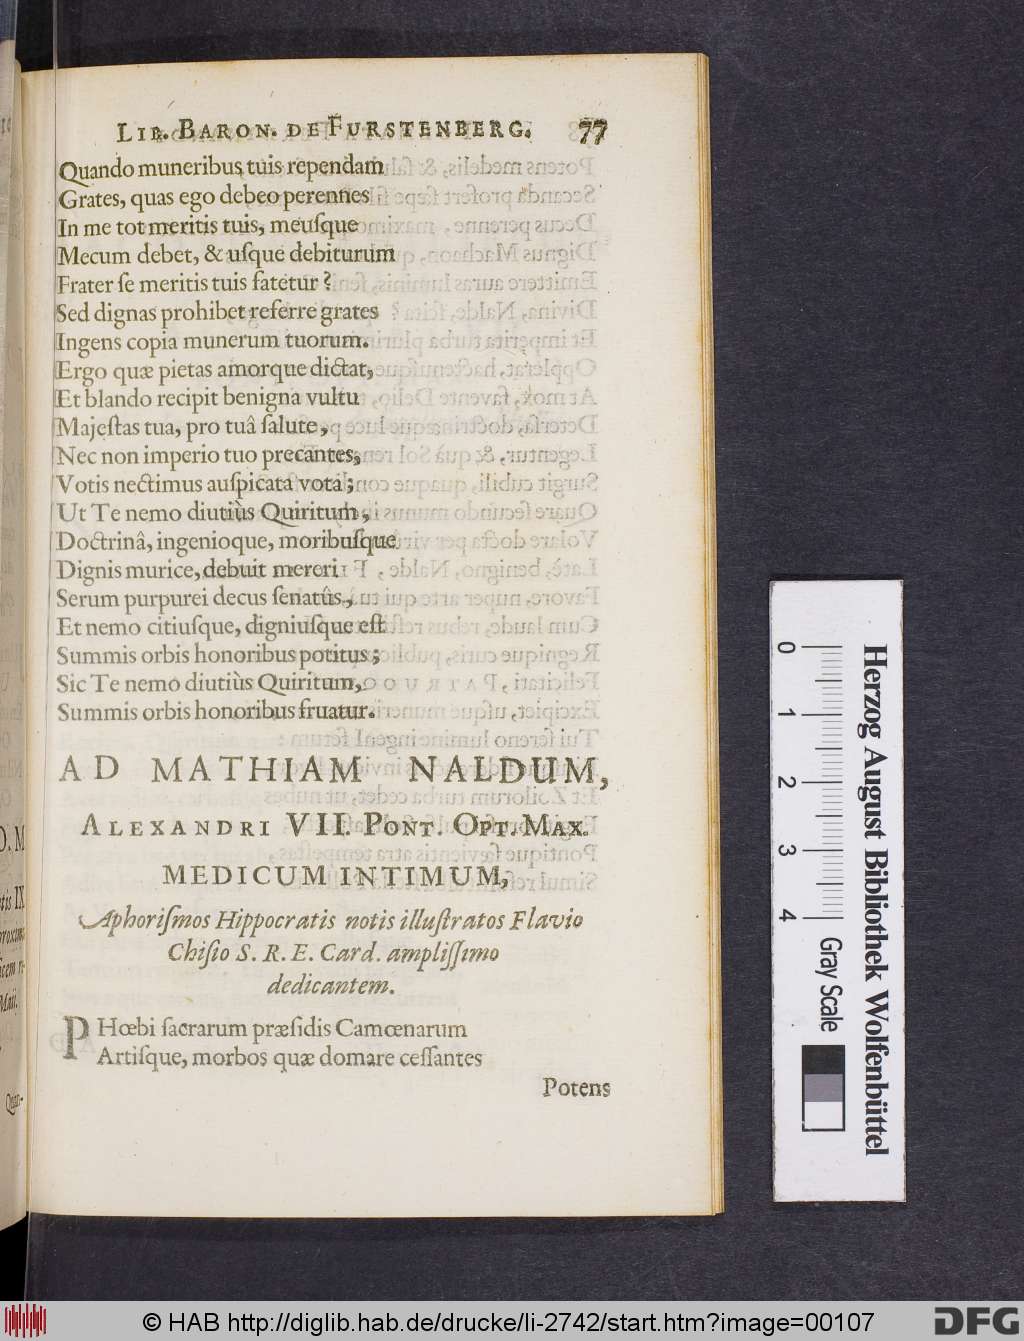 LIB. BARON. DE FURSTENBERG. 77
Quando muneribus tuis rependam
Grates, quas ego debeo perennes
In me tot meritis tuis, meuſque
Mecum debet, & uſque debiturum
Frater ſe meritis tuis fatetur?
Sed dignas prohibet referre grates
Ingens copia munerum tuorum.
Ergo quæ pietas amorque dictat,
Et blando recipit benigna vultu
Majeſtas tua, pro tuâ ſalute,
Nec non imperio tuo precantes,
Votis nectimus auſpicata vota;
Ut Te nemo diutiùs Quiritum,
Doctrinâ, ingenioque, moribuſque
Dignis murice, debuit mereri
Serum purpurei decus ſenatûs,
Et nemo citiuſque, digniuſque eſt
Summis orbis honoribus potitus;
Sic Te nemo diutiùs Quiritum,
Summis orbis honoribus fruatur.
AD MATHIAM NALDUM,
ALEXANDRI VII. PONT. OPT. MAX.
MEDICUM INTIMUM,
Aphoriſmos Hippocratis notis illuſtratos Flavio
Chiſio S. R. E. Card. ampliſſimo
dedicantem.
PHœbi ſacrarum præſidis Camœnarum
Artiſque, morbos quæ domare ceſſantes
Potens
0 1 2 3 4
Gray Scale
Herzog August Bibliothek Wolfenbüttel
© HAB http://diglib.hab.de/drucke/li-2742/start.htm?image=00107
DFG